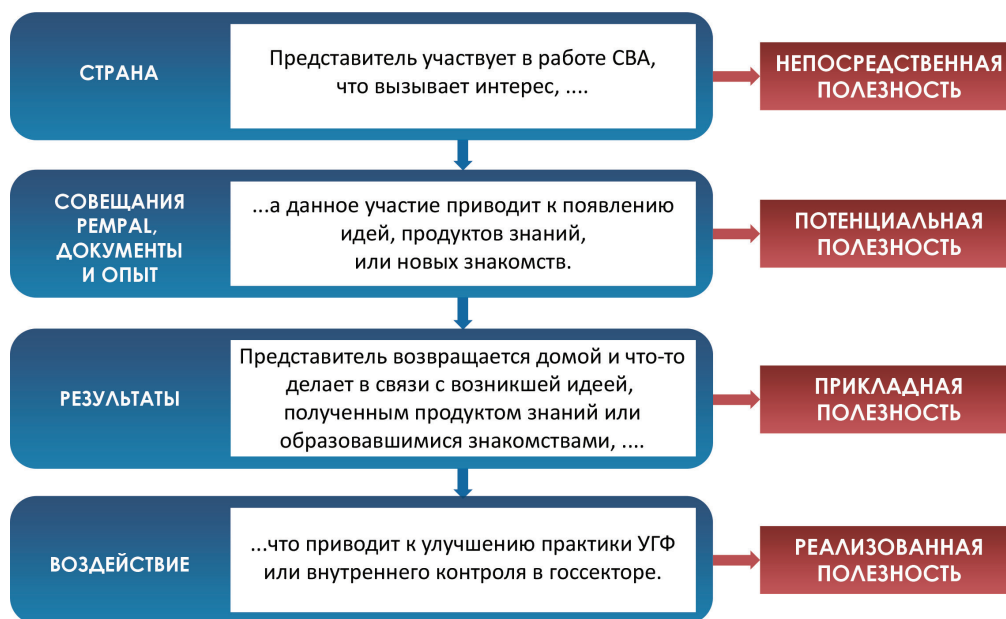 СТРАНА
Представитель участвует в работе СВА,
что вызывает интерес, ....
НЕПОСРЕДСТВЕННАЯ
ПОЛЕЗНОСТЬ
СОВЕЩАНИЯ
PEMPAL,
ДОКУМЕНТЫ
И ОПЫТ
...а данное участие приводит к появлению
идей, продуктов знаний,
или новых знакомств.
ПОТЕНЦИАЛЬНАЯ
ПОЛЕЗНОСТЬ
РЕЗУЛЬТАТЫ
Представитель возвращается домой и что-то
делает в связи с возникшей идеей,
полученным продуктом знаний или
образовавшимися знакомствами, ....
ПРИКЛАДНАЯ
ПОЛЕЗНОСТЬ
ВОЗДЕЙСТВИЕ
...что приводит к улучшению практики УГФ
или внутреннего контроля в госсекторе.
РЕАЛИЗОВАННАЯ
ПОЛЕЗНОСТЬ